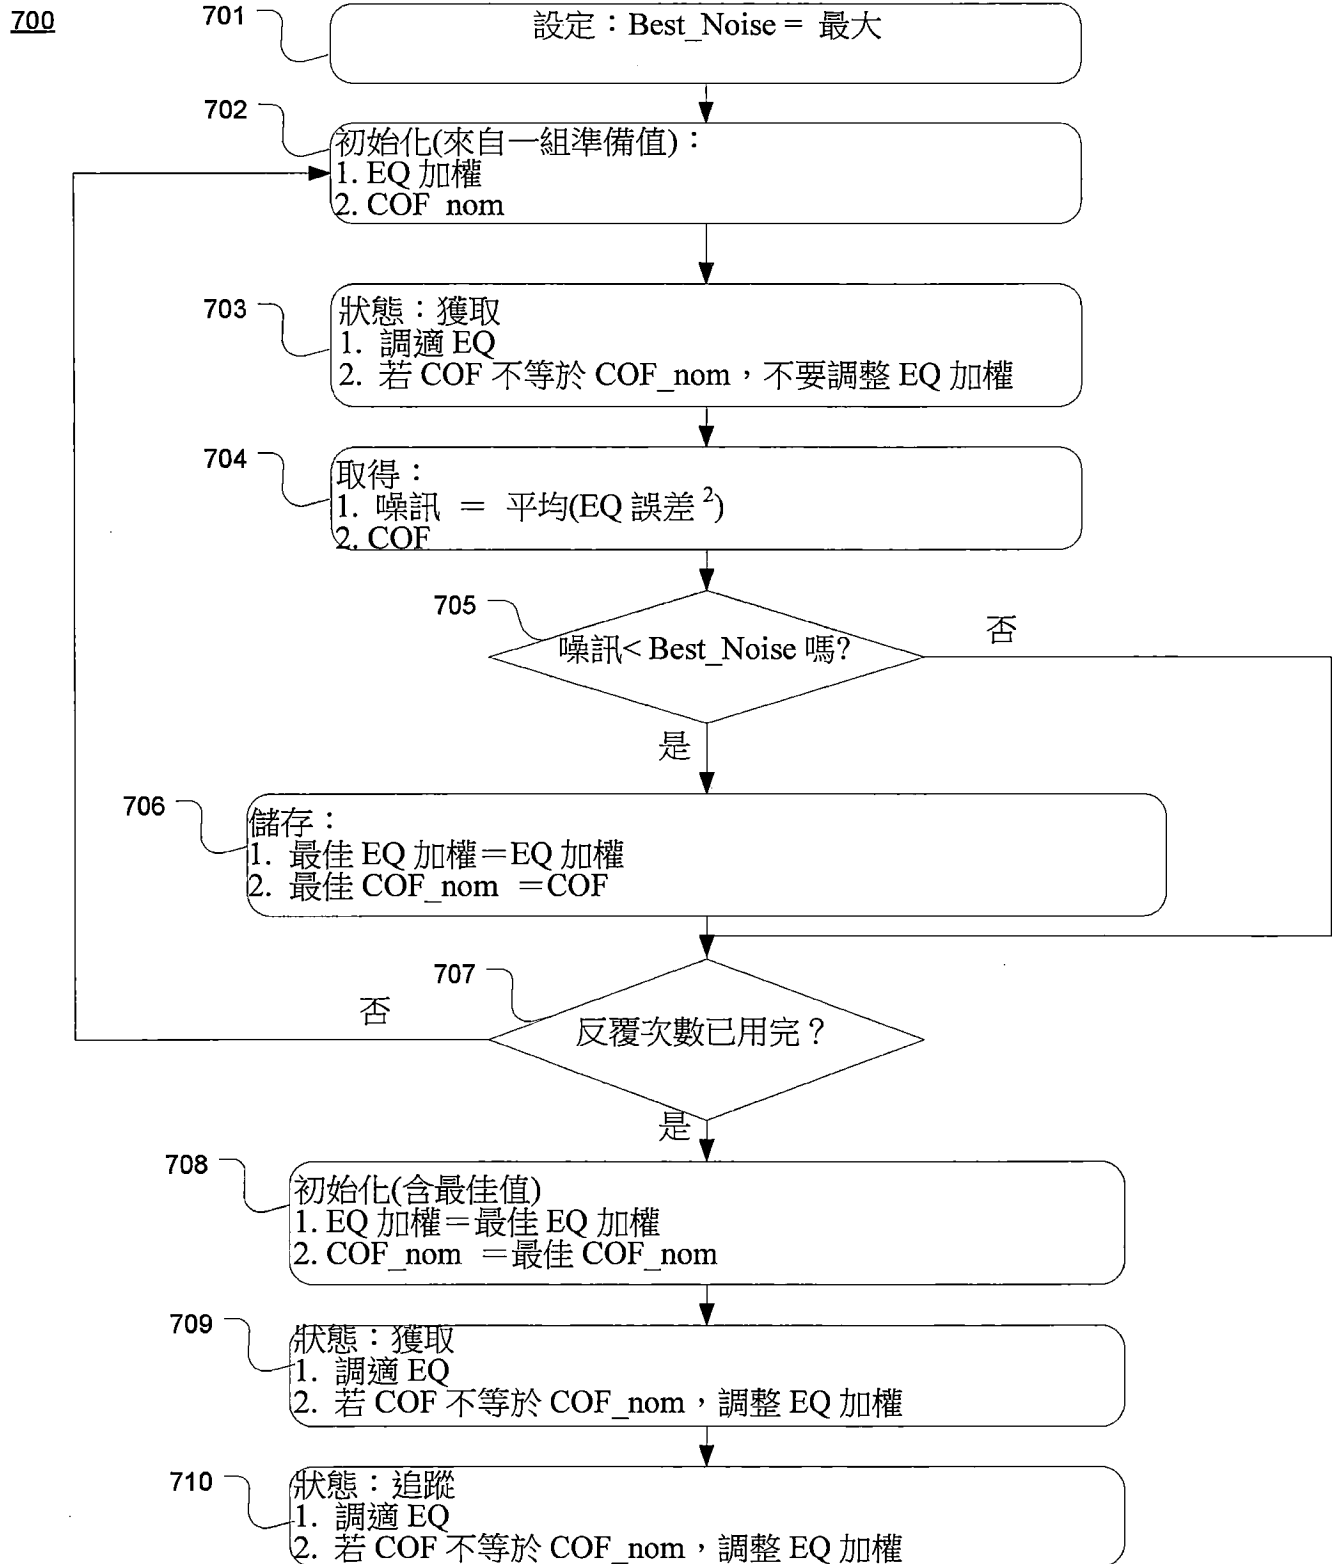 700
701
設定：Best_Noise = 最大
702
初始化(來自一組準備值)：
1. EQ 加權
2. COF_nom
703
狀態：獲取
1. 調適 EQ
2. 若 COF 不等於 COF_nom，不要調整 EQ 加權
704
取得：
1. 噪訊 ＝ 平均(EQ 誤差²)
2. COF
705
噪訊< Best_Noise 嗎?
否
是
706
儲存：
1. 最佳 EQ 加權＝EQ 加權
2. 最佳 COF_nom ＝COF
707
否
反覆次數已用完？
是
708
初始化(含最佳值)
1. EQ 加權＝最佳 EQ 加權
2. COF_nom ＝最佳 COF_nom
709
狀態：獲取
1. 調適 EQ
2. 若 COF 不等於 COF_nom，調整 EQ 加權
710
狀態：追蹤
1. 調適 EQ
2. 若 COF 不等於 COF_nom，調整 EQ 加權